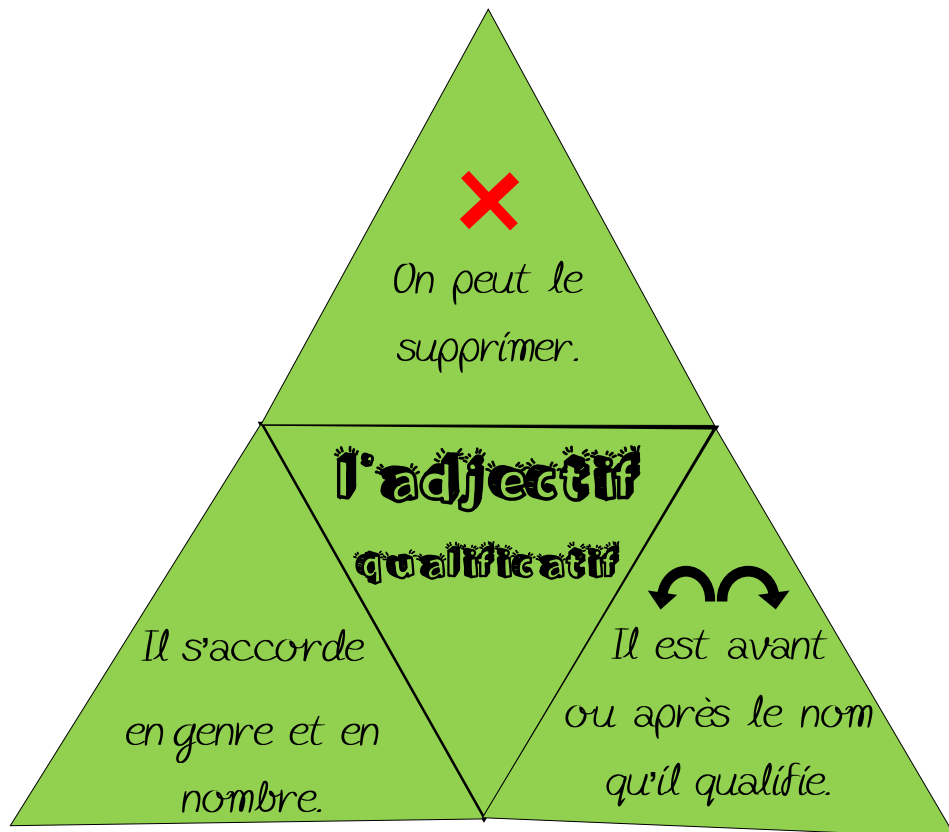 On peut le
supprimer.
l'adjectif
qualificatif
Il s'accorde
en genre et en
nombre.
Il est avant
ou après le nom
qu'il qualifie.